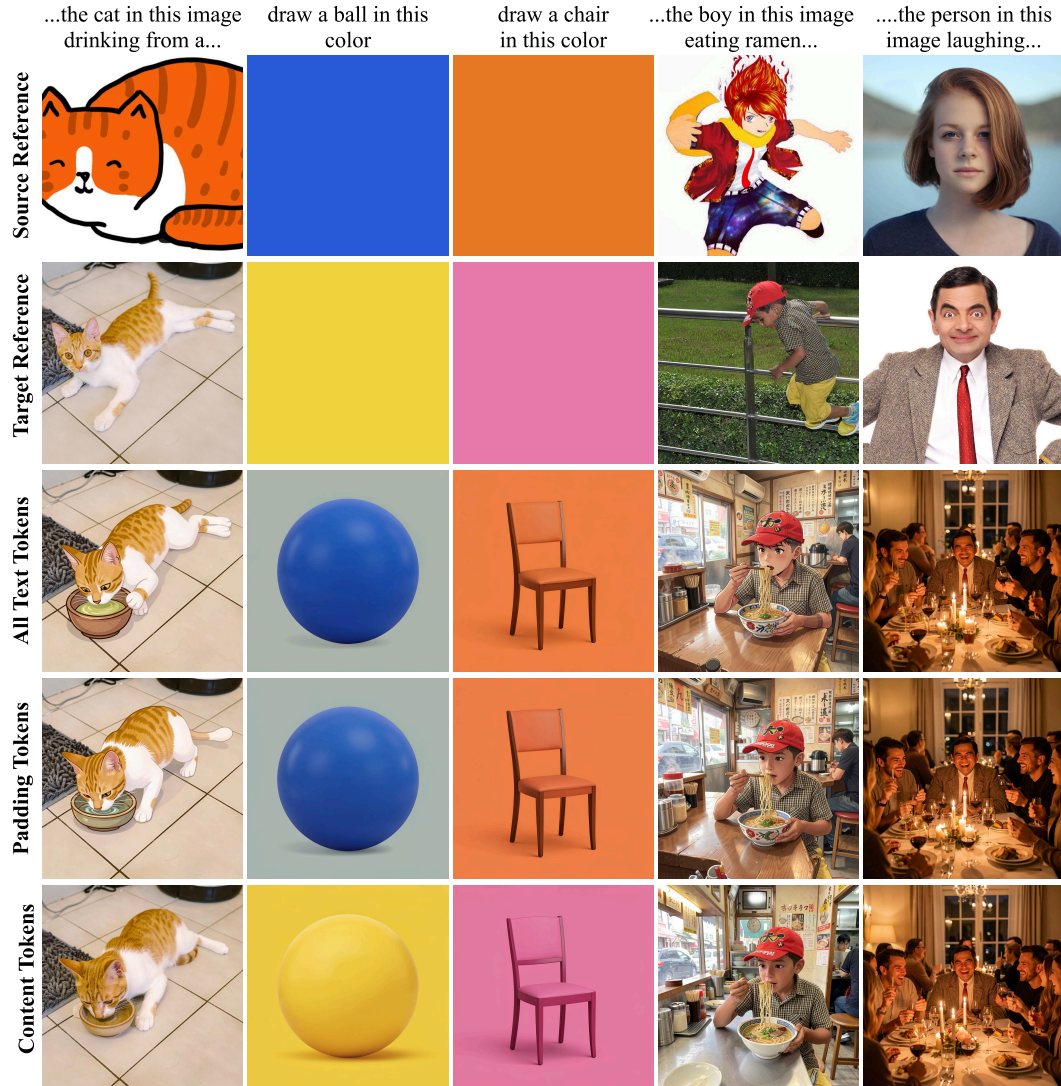 ...the cat in this image
drinking from a...
draw a ball in this
color
draw a chair
in this color
...the boy in this image
eating ramen...
....the person in this
image laughing...
Source Reference
Target Reference
All Text Tokens
Padding Tokens
Content Tokens